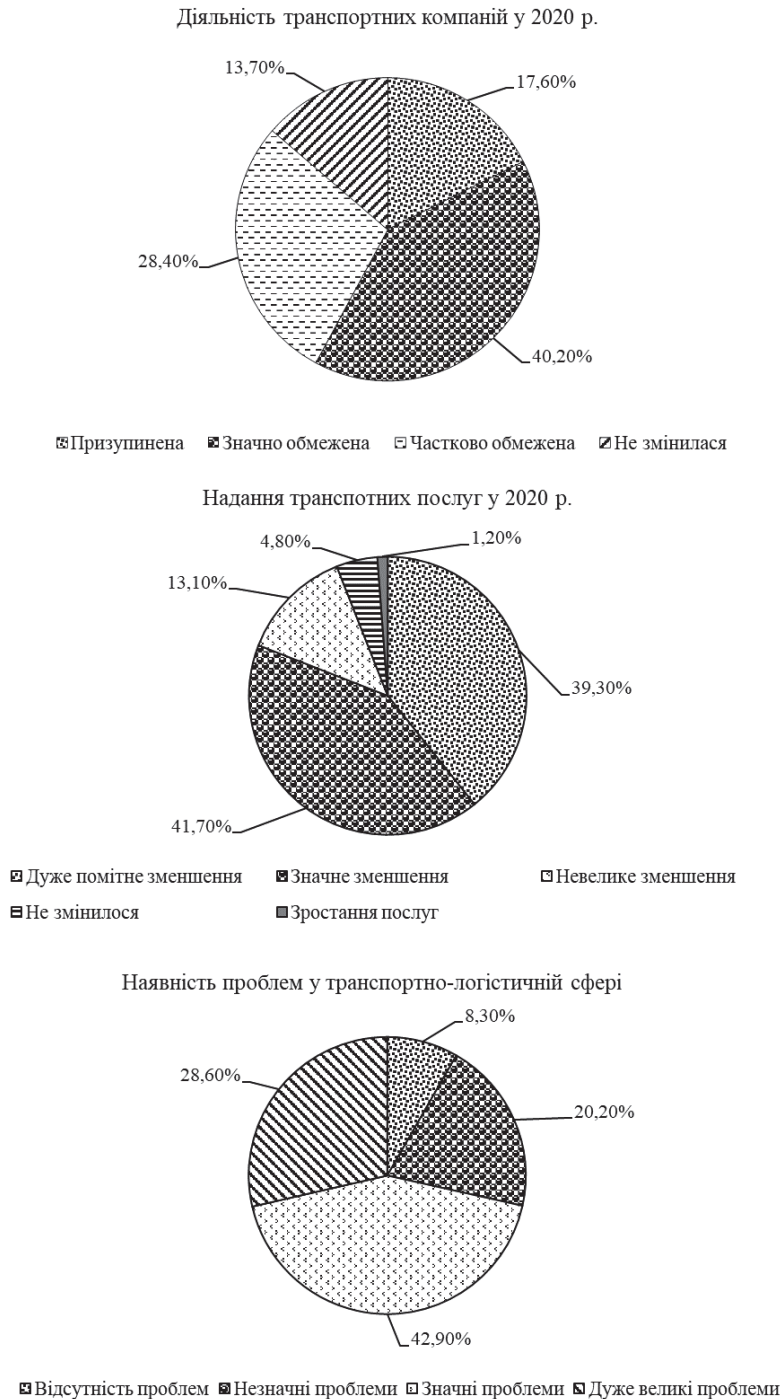 Діяльність транспортних компаній у 2020 р.
13,70%
17,60%
28,40%
40,20%
Призупинена Значно обмежена Частково обмежена Не змінилася
Надання транспотних послуг у 2020 р.
4,80%
1,20%
13,10%
39,30%
41,70%
Дуже помітне зменшення Значне зменшення Невелике зменшення
Не змінилося Зростання послуг
Наявність проблем у транспортно-логістичній сфері
8,30%
28,60%
20,20%
42,90%
Відсутність проблем Незначні проблеми Значні проблеми Дуже великі проблеми